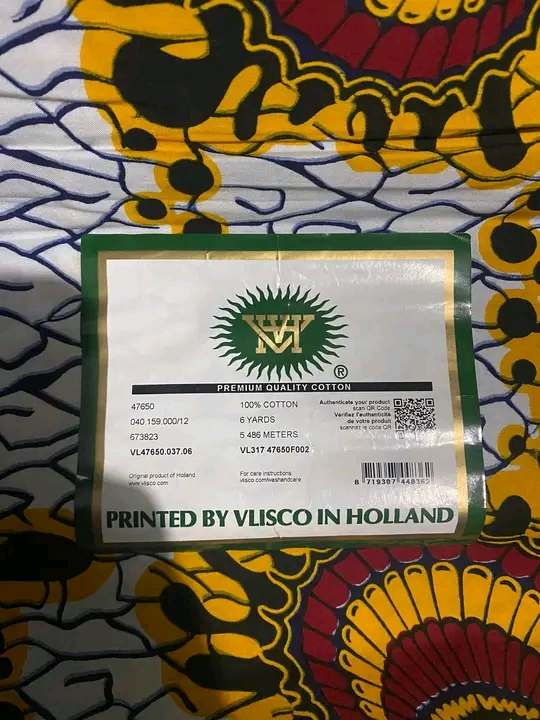 VH
®
PREMIUM QUALITY COTTON
47650
040.159.000/12
673823
VL47650.037.06
100% COTTON
6 YARDS
5.486 METERS
VL317 47650F002
Authenticate your product
scan QR Code
Vérifiez l'authenticité
de votre produit
scannez le code QR
Original product of Holland
www.vlisco.com
For care instructions
vlisco.com/washandcare
8 719307 448362
PRINTED BY VLISCO IN HOLLAND